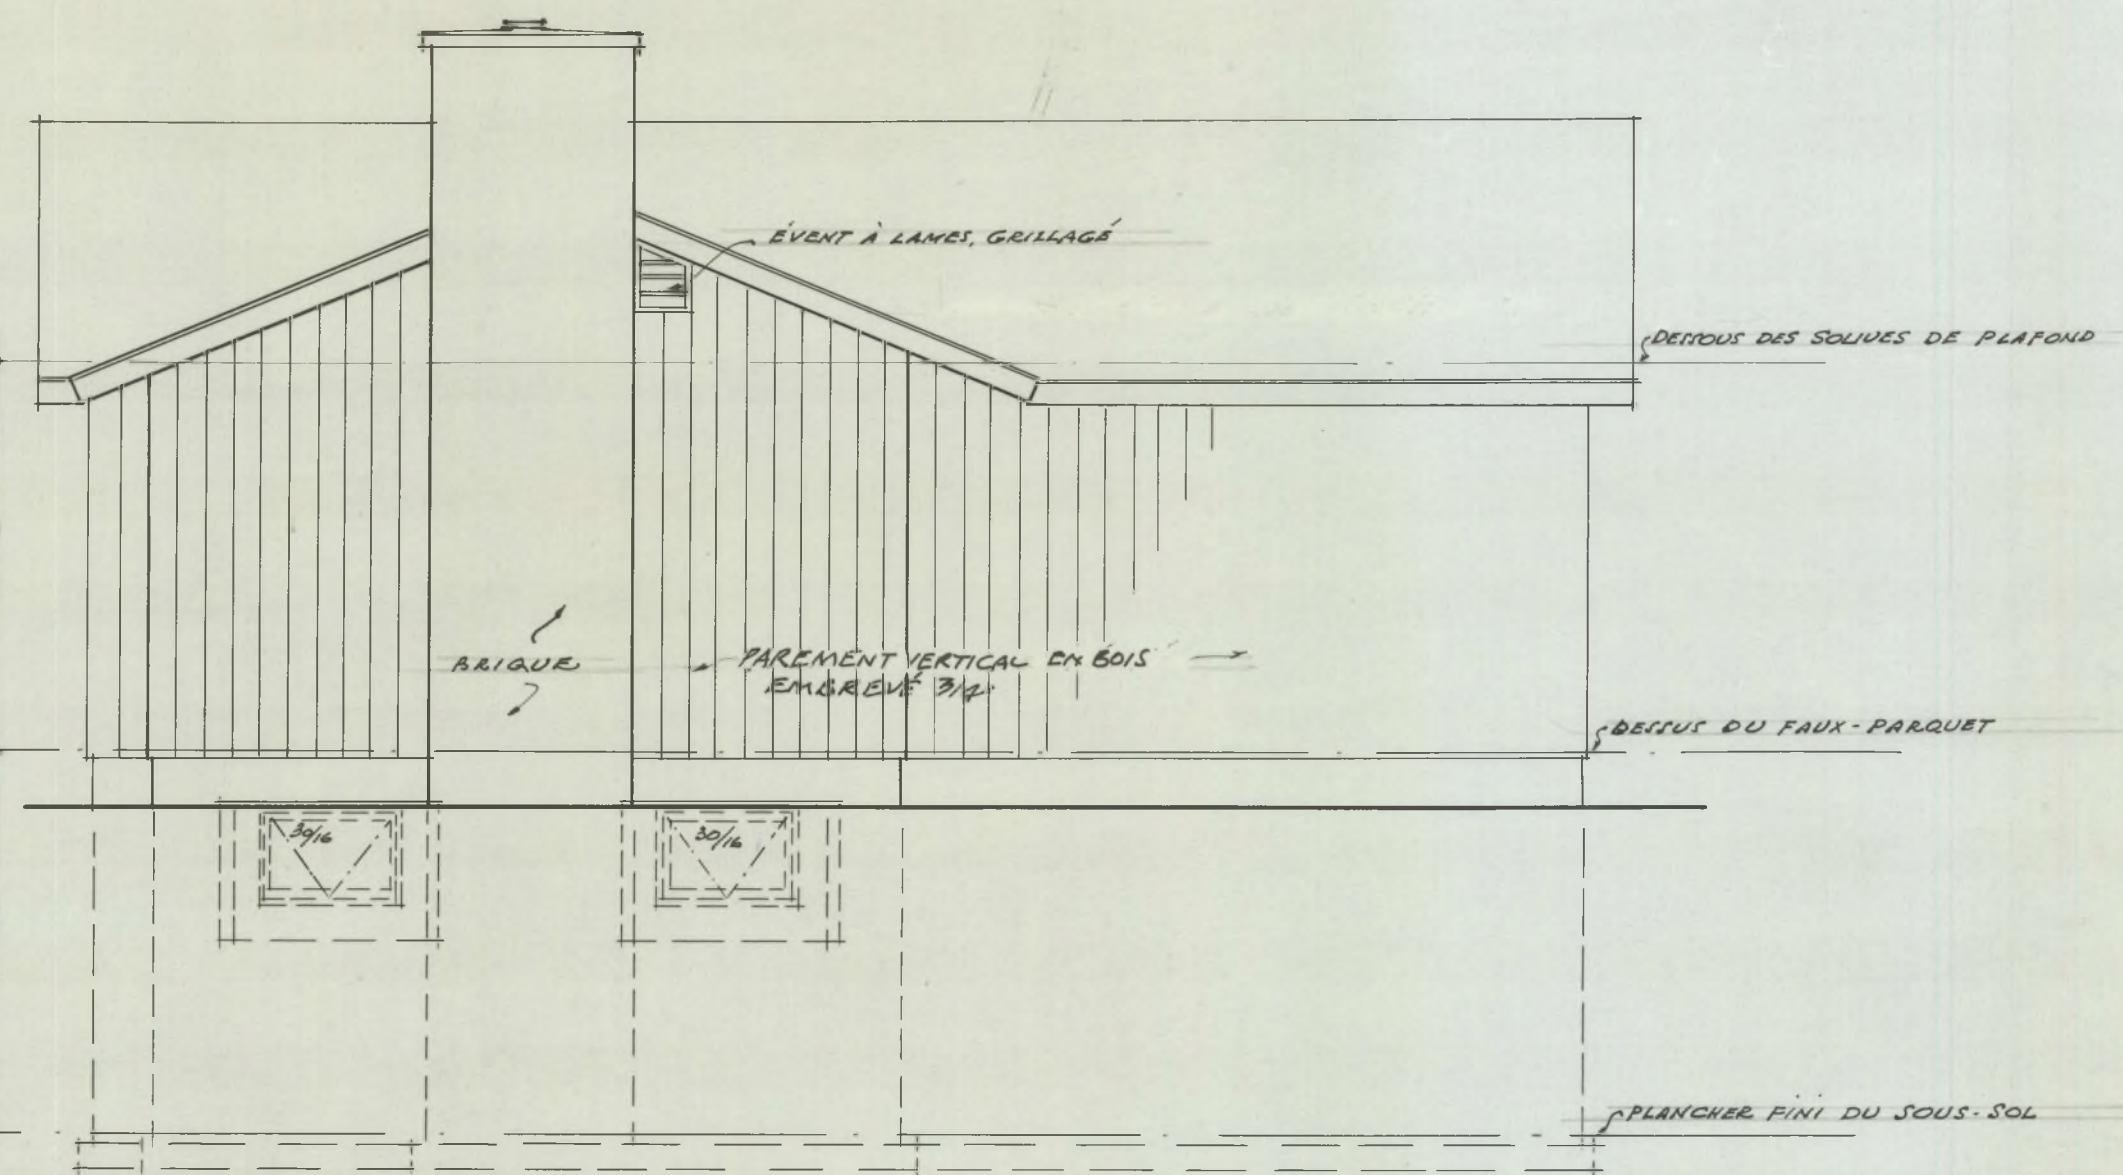 ÉVENT À LAMES, GRILLAGÉ
DESSOUS DES SOLIVES DE PLAFOND
BRIQUE
PAREMENT VERTICAL EN BOIS
EMBREVÉ 3/4"
DESSUS DU FAUX-PARQUET
30/16
30/16
PLANCHER FINI DU SOUS-SOL